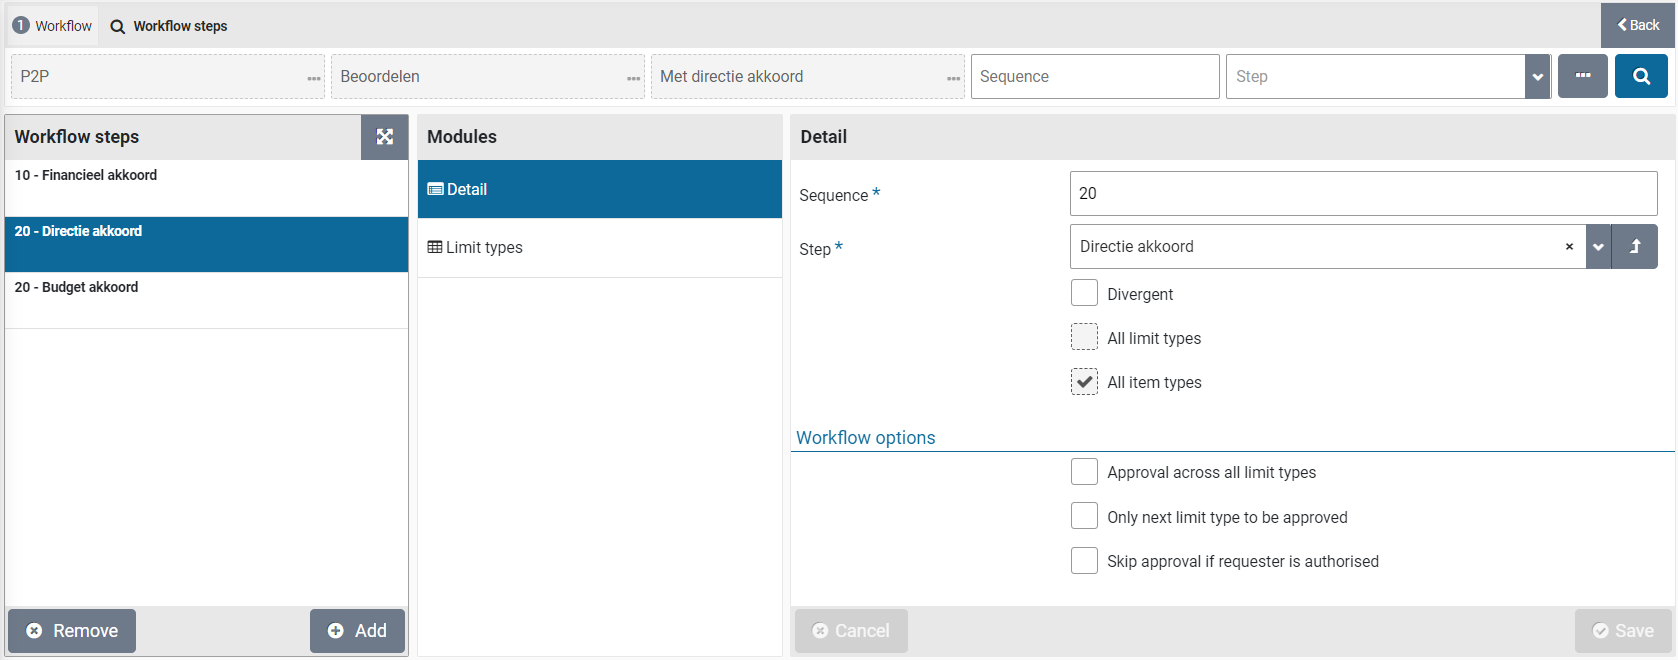 1 Workflow Workflow steps Back
P2P ... Beoordelen ... Met directie akkoord ... Sequence Step ...
Workflow steps
10 - Financieel akkoord
20 - Directie akkoord
20 - Budget akkoord
Remove Add
Modules
Detail
Limit types
Detail
Sequence * 20
Step * Directie akkoord ×
Divergent
All limit types
All item types
Workflow options
Approval across all limit types
Only next limit type to be approved
Skip approval if requester is authorised
Cancel Save